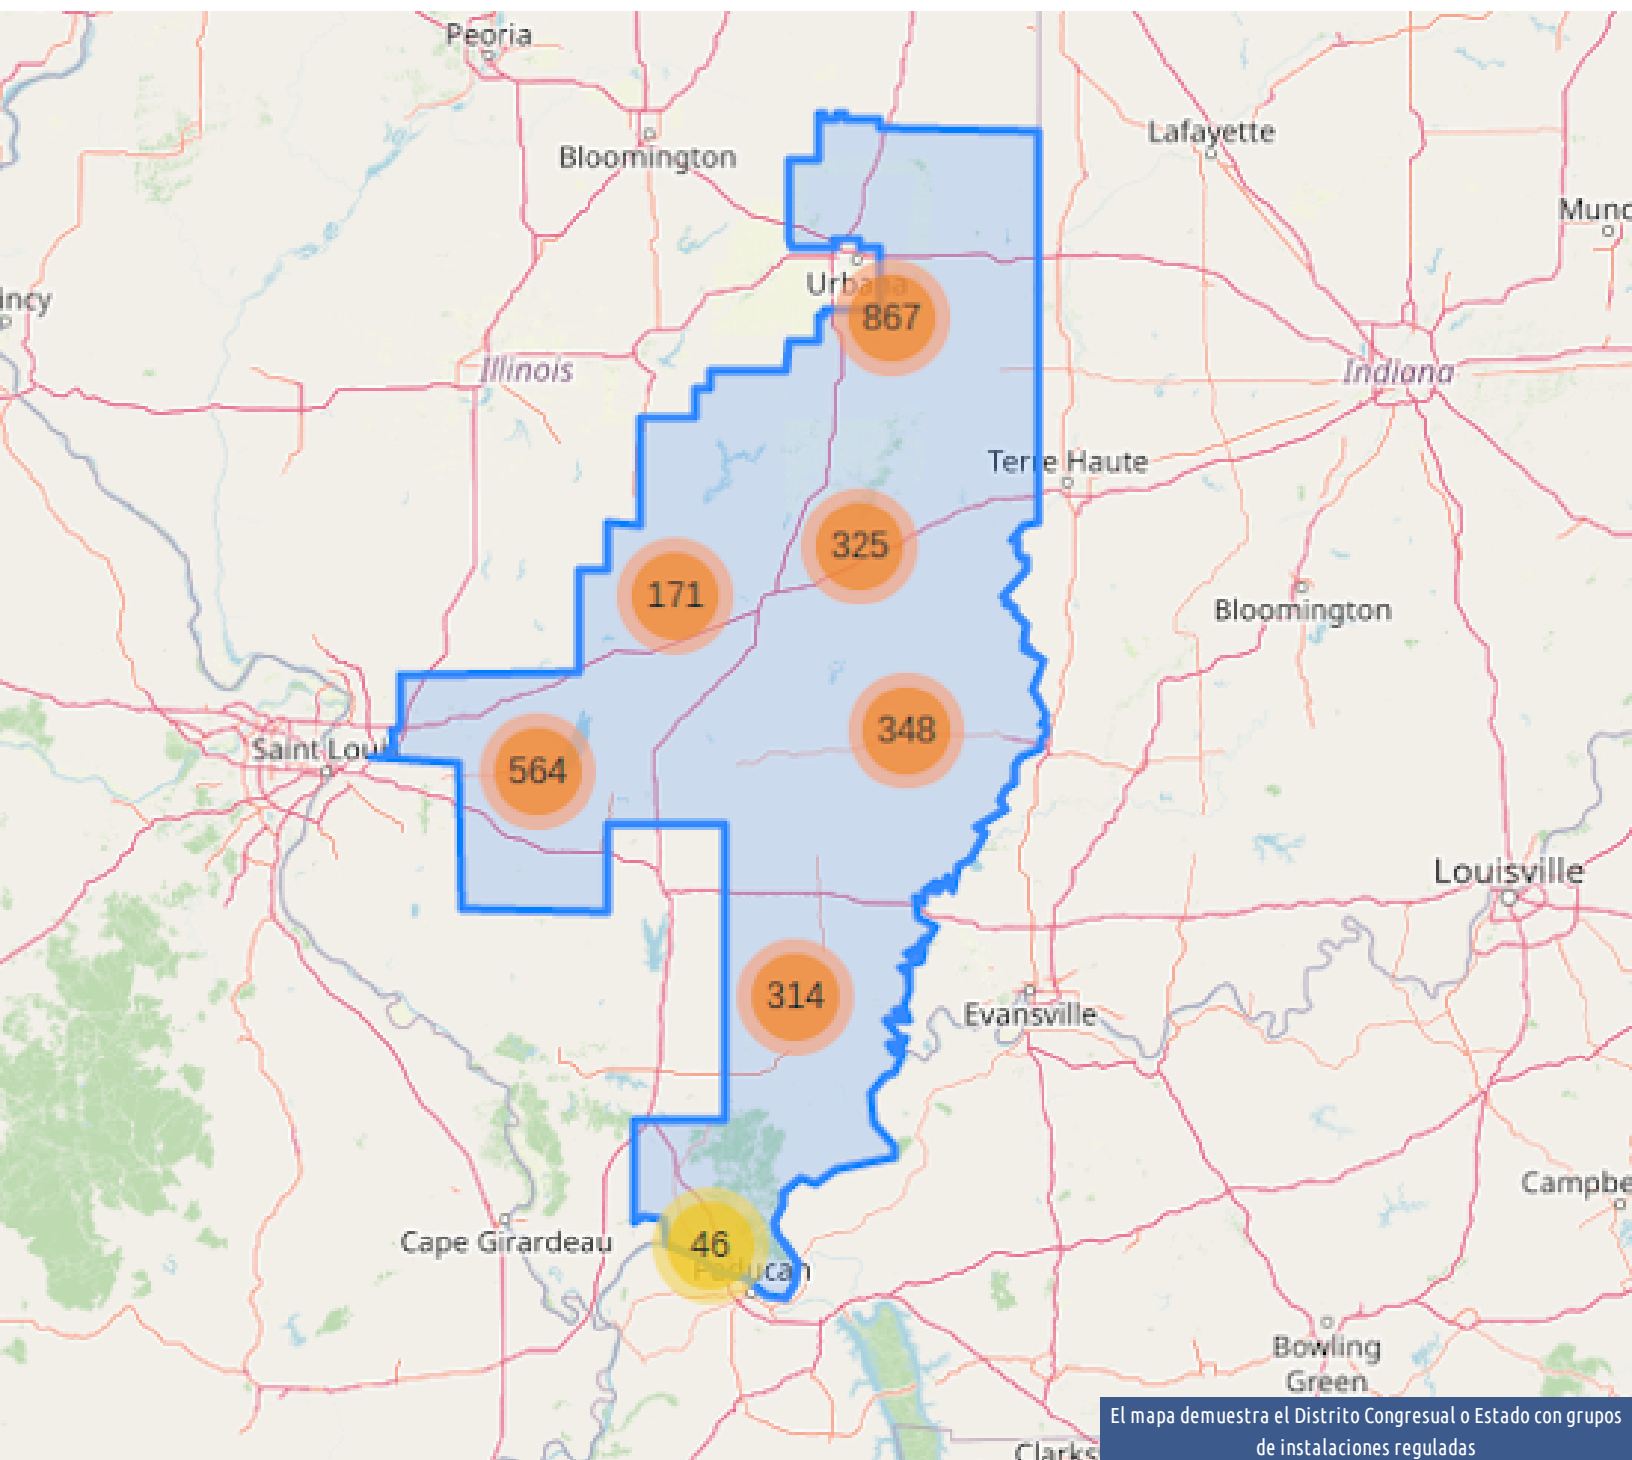 Peoria
Bloomington
Lafayette
Munc
incy
Urbana
867
Illinois
Indiana
Terre Haute
325
171
Bloomington
348
Saint Loui
564
Louisville
314
Evansville
Campbe
Cape Girardeau
46
Paducah
Bowling
Green
El mapa demuestra el Distrito Congresual o Estado con grupos
de instalaciones reguladas
Clarks